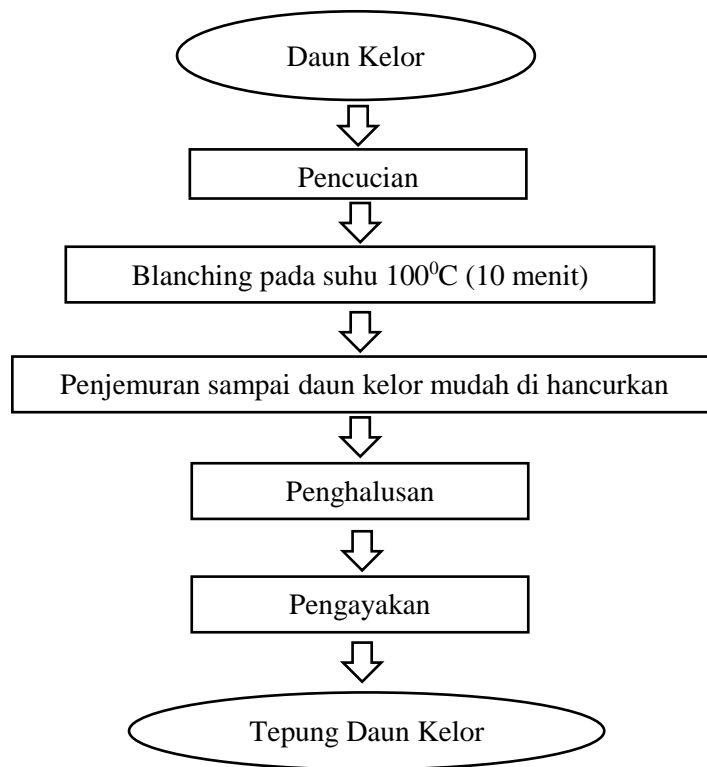 Daun Kelor
Pencucian
Blanching pada suhu 100⁰C (10 menit)
Penjemuran sampai daun kelor mudah di hancurkan
Penghalusan
Pengayakan
Tepung Daun Kelor